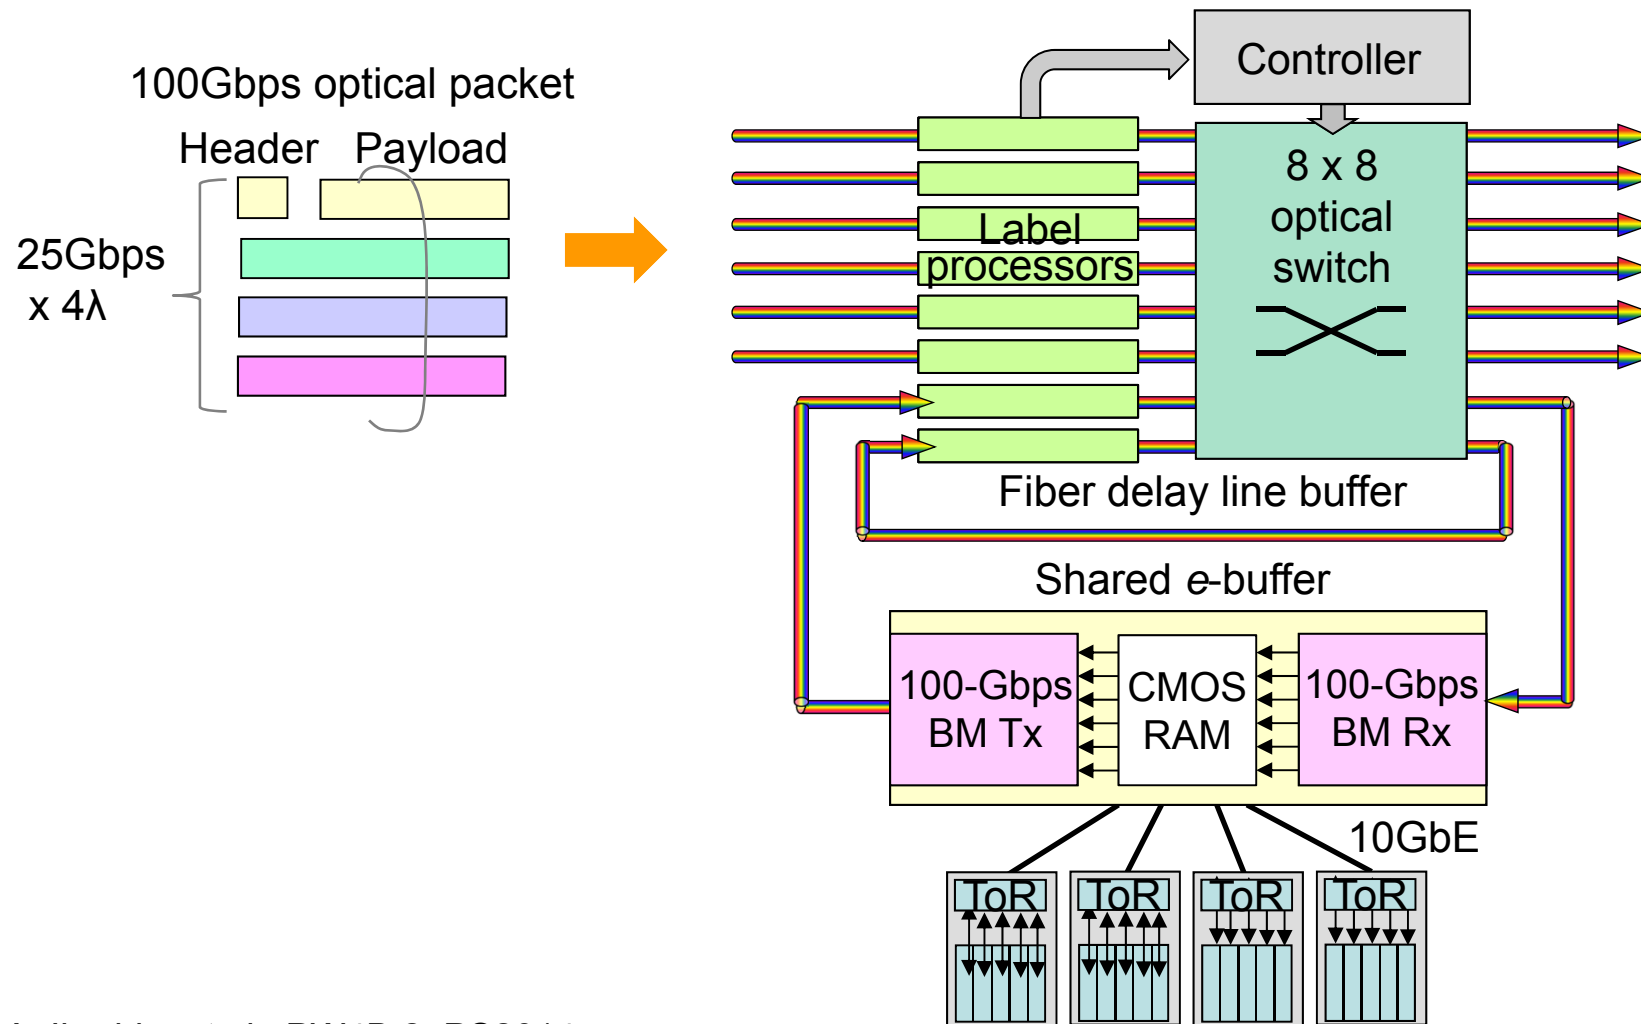 100Gbps optical packet
Header
Payload
25Gbps
x 4λ
Controller
8 x 8
optical
switch
Label
processors
Fiber delay line buffer
Shared e-buffer
100-Gbps
BM Tx
CMOS
RAM
100-Gbps
BM Rx
10GbE
ToR
ToR
ToR
ToR